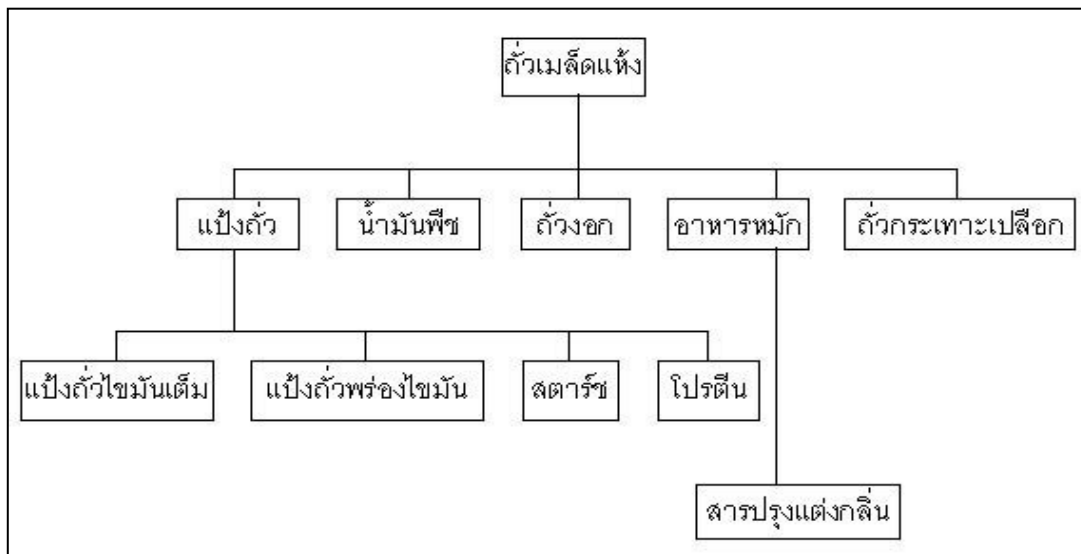 ถั่วเมล็ดแห้ง
แป้งถั่ว
น้ำมันพืช
ถั่วงอก
อาหารหมัก
ถั่วกระเทาะเปลือก
แป้งถั่วไขมันเต็ม
แป้งถั่วพร่องไขมัน
สตาร์ช
โปรตีน
สารปรุงแต่งกลิ่น